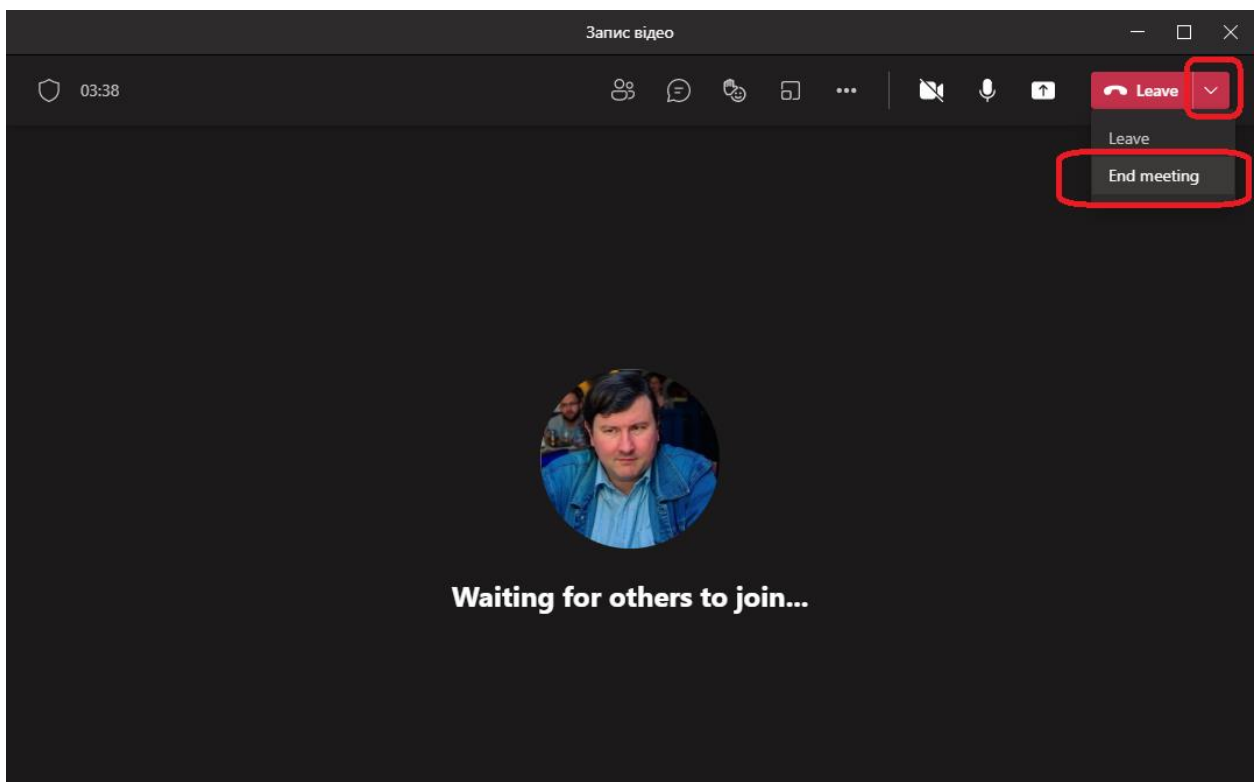 Запис відео
03:38
Leave
Leave
End meeting
Waiting for others to join...